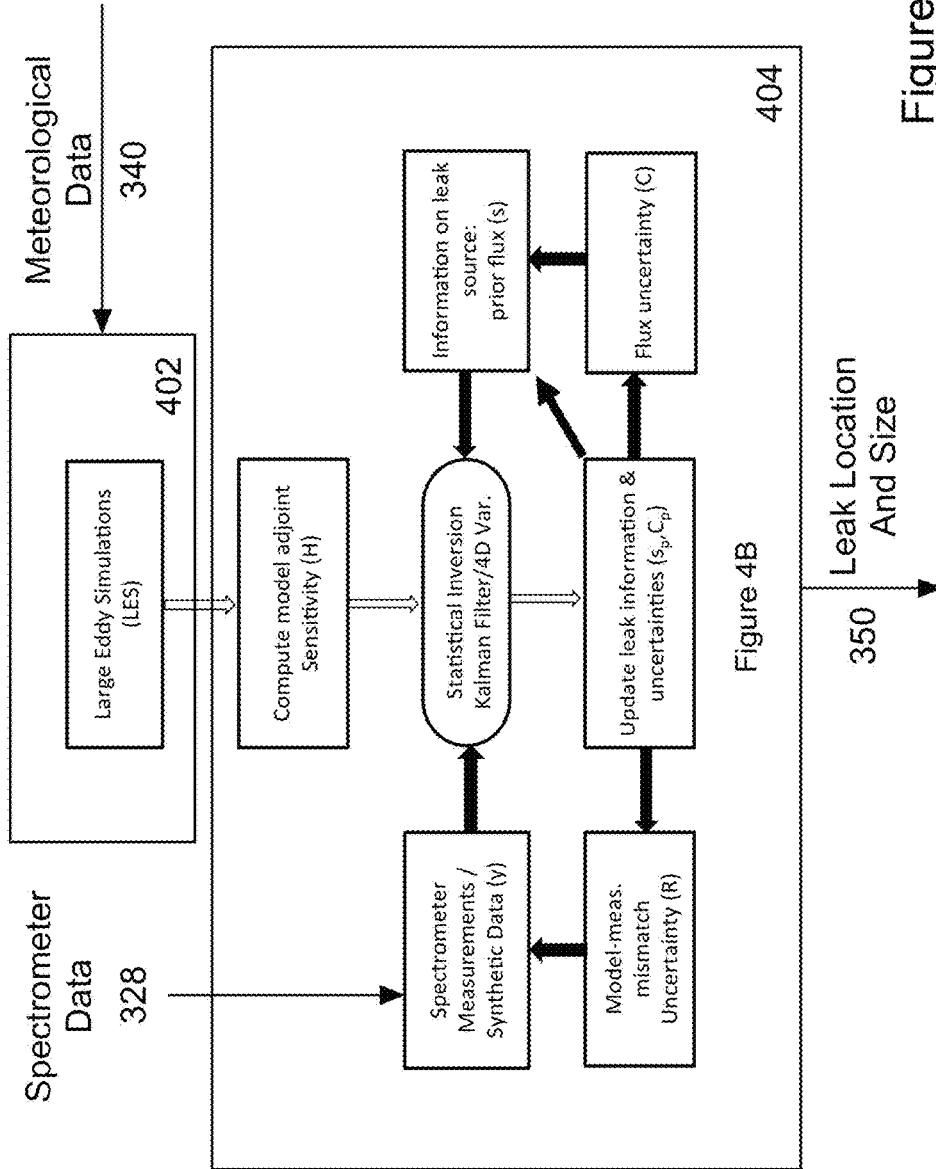 Spectrometer
Data
328
Meteorological
Data
340
Large Eddy Simulations
(LES)
402
Compute model adjoint
Sensitivity (H)
Spectrometer
Measurements /
Synthetic Data (y)
Statistical Inversion
Kalman Filter/4D Var.
Information on leak
source:
prior flux (s)
Model-meas.
mismatch
Uncertainty (R)
Update leak information &
uncertainties (sₚ,Cₚ)
Flux uncertainty (C)
Figure 4B
404
350
Leak Location
And Size
Figure